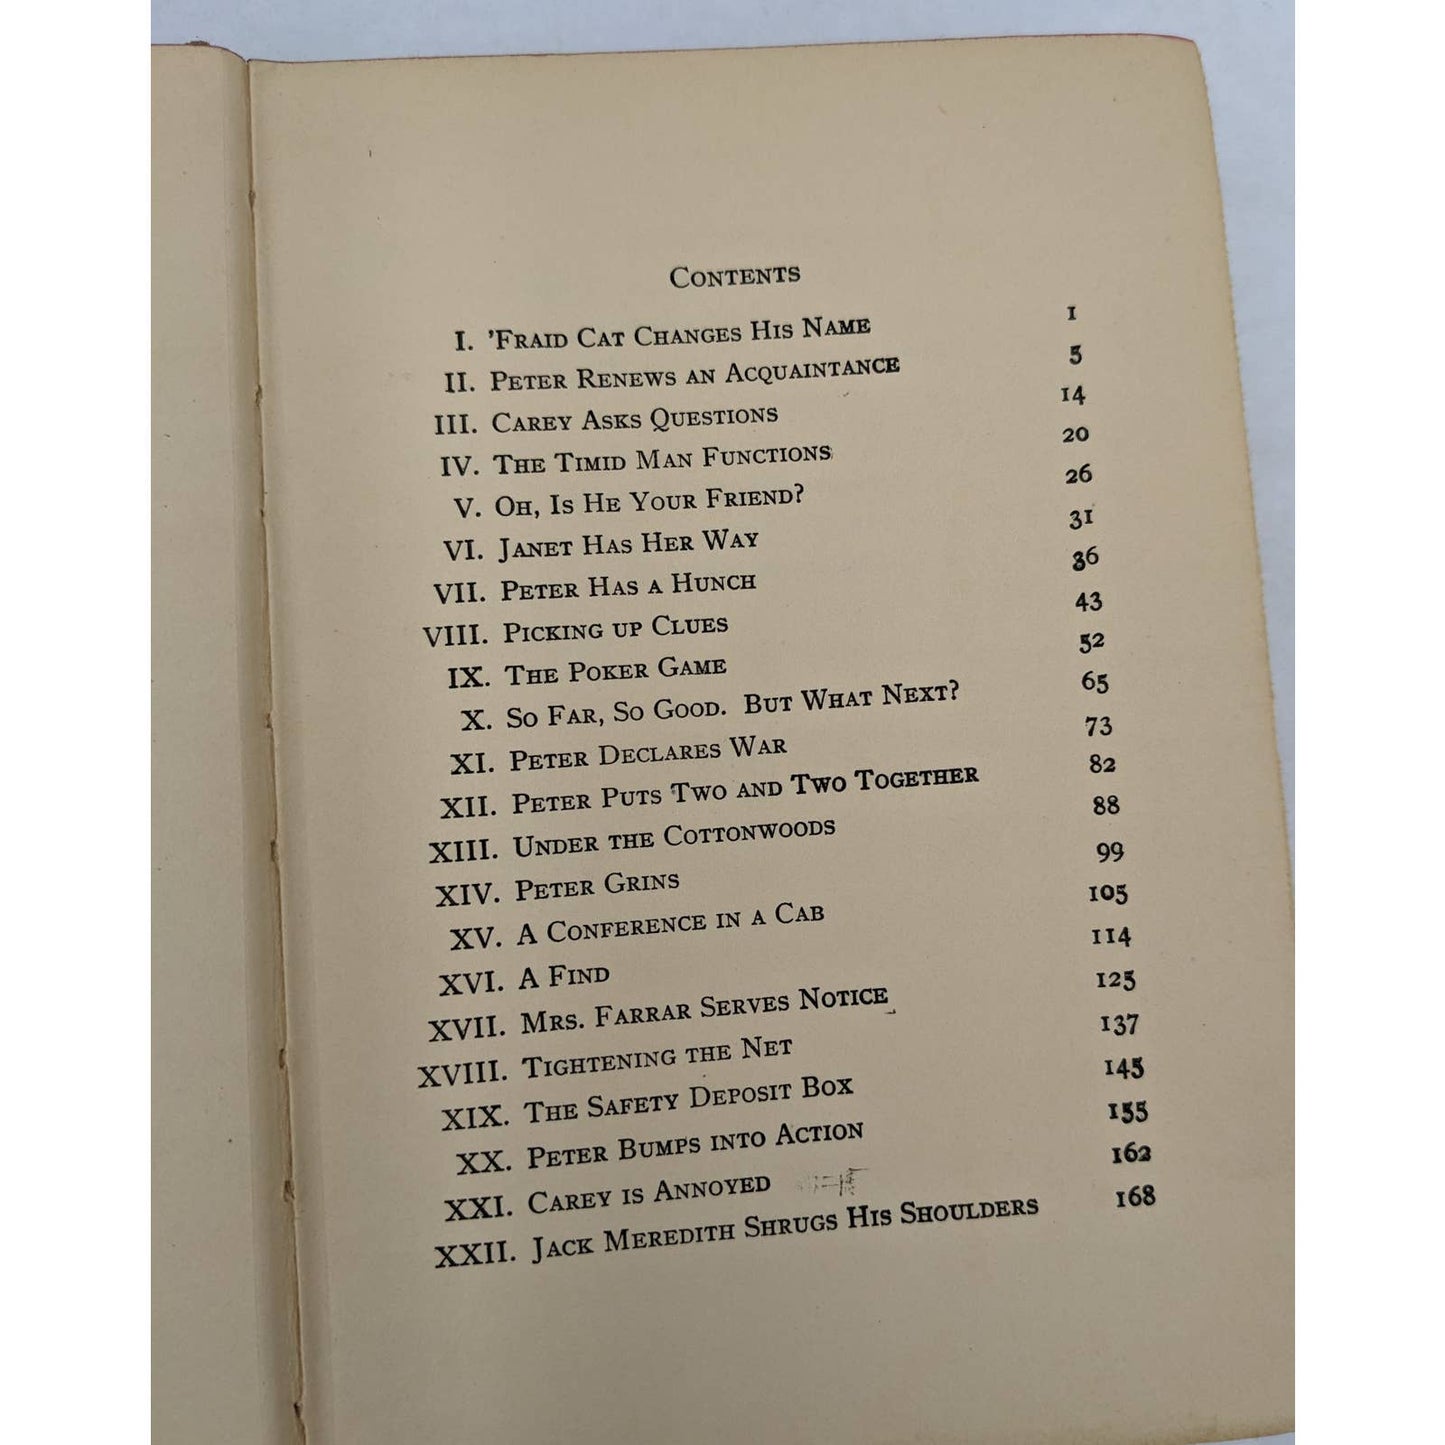 CONTENTS
I. 'FRAID CAT CHANGES HIS NAME 1
II. PETER RENEWS AN ACQUAINTANCE 5
III. CAREY ASKS QUESTIONS 14
IV. THE TIMID MAN FUNCTIONS 20
V. OH, IS HE YOUR FRIEND? 26
VI. JANET HAS HER WAY 31
VII. PETER HAS A HUNCH 36
VIII. PICKING UP CLUES 43
IX. THE POKER GAME 52
X. SO FAR, SO GOOD. BUT WHAT NEXT? 65
XI. PETER DECLARES WAR 73
XII. PETER PUTS TWO AND TWO TOGETHER 82
XIII. UNDER THE COTTONWOODS 88
XIV. PETER GRINS 99
XV. A CONFERENCE IN A CAB 105
XVI. A FIND 114
XVII. MRS. FARRAR SERVES NOTICE 125
XVIII. TIGHTENING THE NET 137
XIX. THE SAFETY DEPOSIT BOX 145
XX. PETER BUMPS INTO ACTION 155
XXI. CAREY IS ANNOYED 162
XXII. JACK MEREDITH SHRUGS HIS SHOULDERS 168